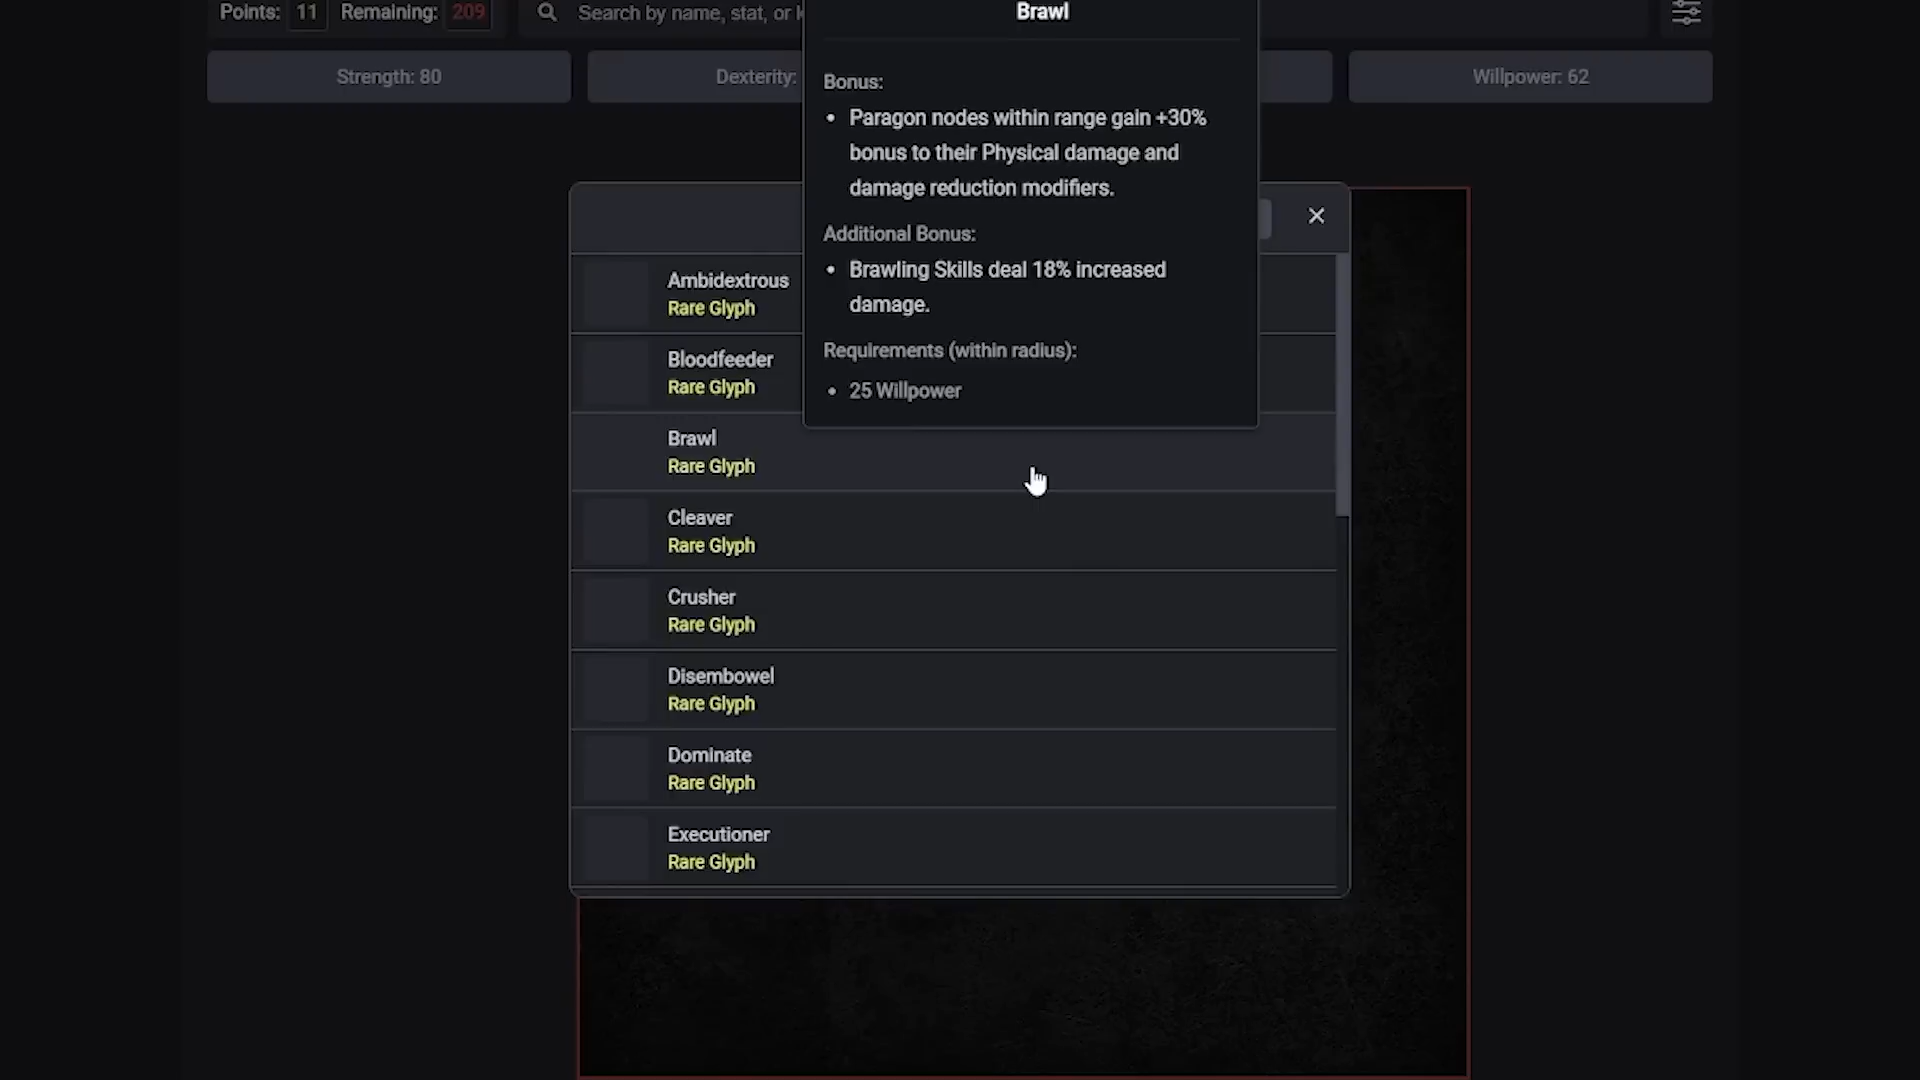 Points: 11 Remaining: 209
Search by name, stat, or
Brawl
Strength: 80
Dexterity:
Willpower: 62
Bonus:
• Paragon nodes within range gain +30%
bonus to their Physical damage and
damage reduction modifiers.
Additional Bonus:
• Brawling Skills deal 18% increased
damage.
Requirements (within radius):
• 25 Willpower
Ambidextrous
Rare Glyph
Bloodfeeder
Rare Glyph
Brawl
Rare Glyph
Cleaver
Rare Glyph
Crusher
Rare Glyph
Disembowel
Rare Glyph
Dominate
Rare Glyph
Executioner
Rare Glyph